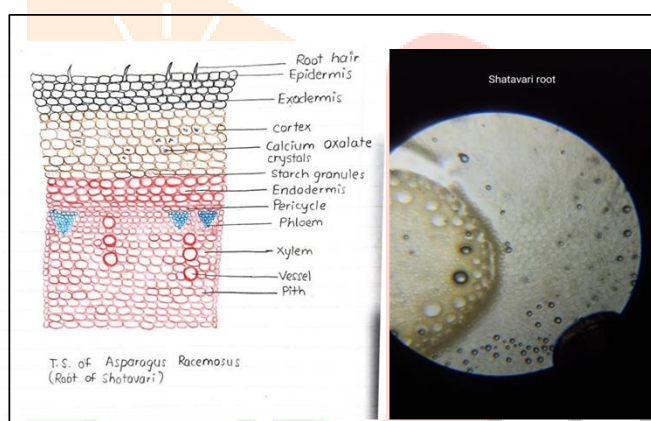 Root hair
Epidermis
Exodermis
Cortex
Calcium oxalate
crystals
Starch granules
Endodermis
Pericycle
Phloem
Xylem
Vessel
Pith
T.S. of Asparagus Racemosus
(Root of Shatavari)
Shatavari root